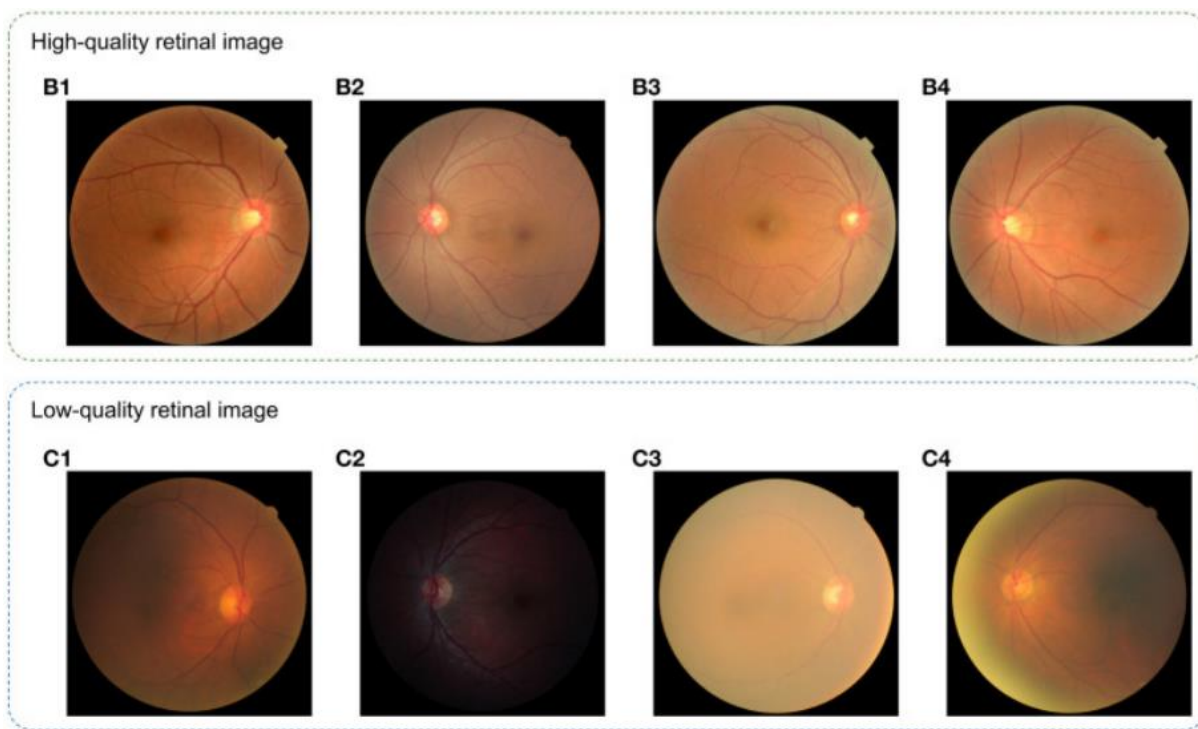 High-quality retinal image
B1 B2 B3 B4
Low-quality retinal image
C1 C2 C3 C4